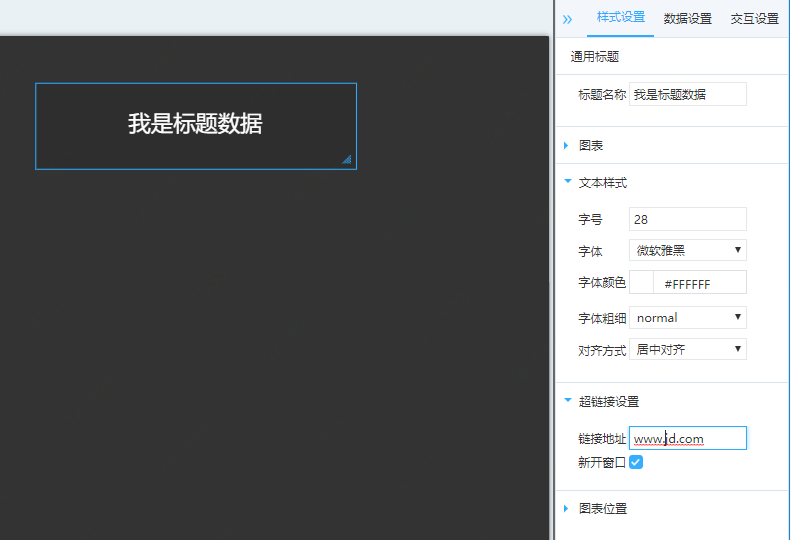 样式设置 数据设置 交互设置
通用标题
标题名称 我是标题数据
我是标题数据
图表
文本样式
字号 28
字体 微软雅黑
字体颜色 #FFFFFF
字体粗细 normal
对齐方式 居中对齐
超链接设置
链接地址 www.jd.com
新开窗口
图表位置